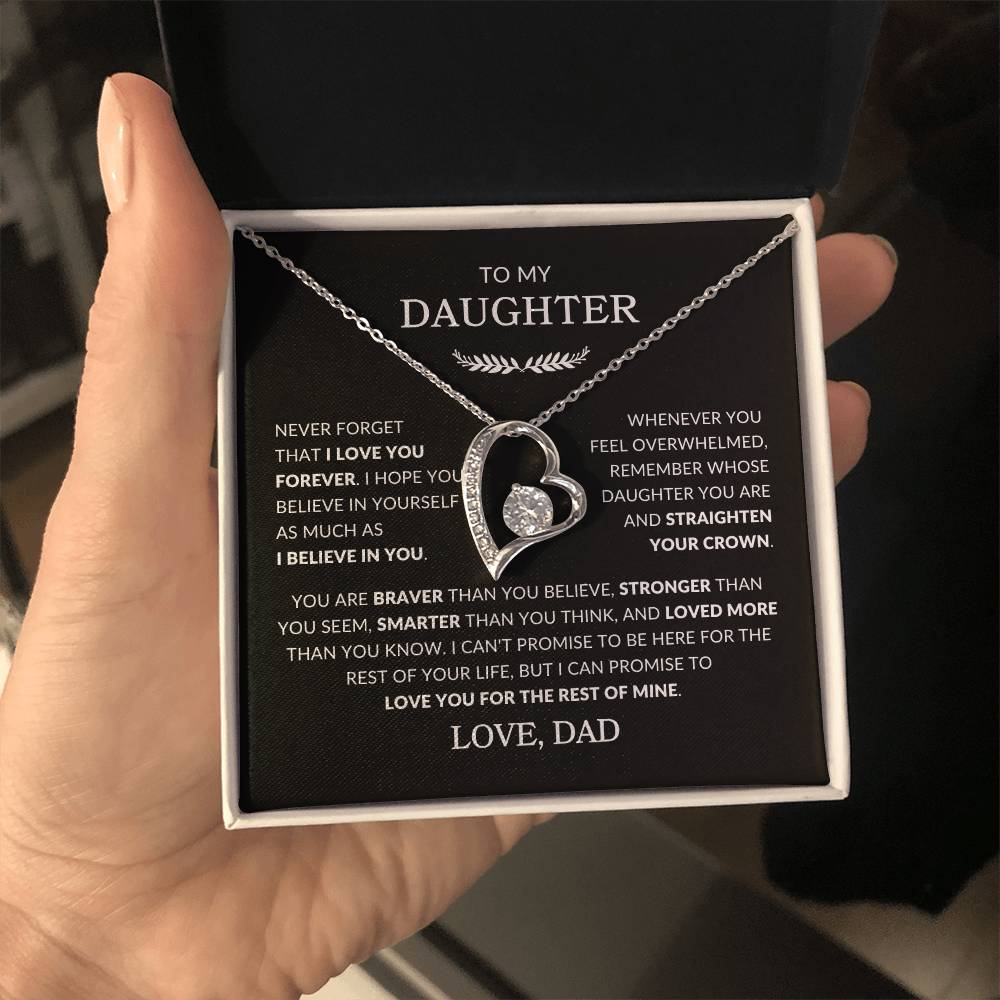 TO MY
DAUGHTER
NEVER FORGET
THAT I LOVE YOU
FOREVER. I HOPE YOU
BELIEVE IN YOURSELF
AS MUCH AS
I BELIEVE IN YOU.
WHENEVER YOU
FEEL OVERWHELMED,
REMEMBER WHOSE
DAUGHTER YOU ARE
AND STRAIGHTEN
YOUR CROWN.
YOU ARE BRAVER THAN YOU BELIEVE, STRONGER THAN
YOU SEEM, SMARTER THAN YOU THINK, AND LOVED MORE
THAN YOU KNOW. I CAN'T PROMISE TO BE HERE FOR THE
REST OF YOUR LIFE, BUT I CAN PROMISE TO
LOVE YOU FOR THE REST OF MINE.
LOVE, DAD